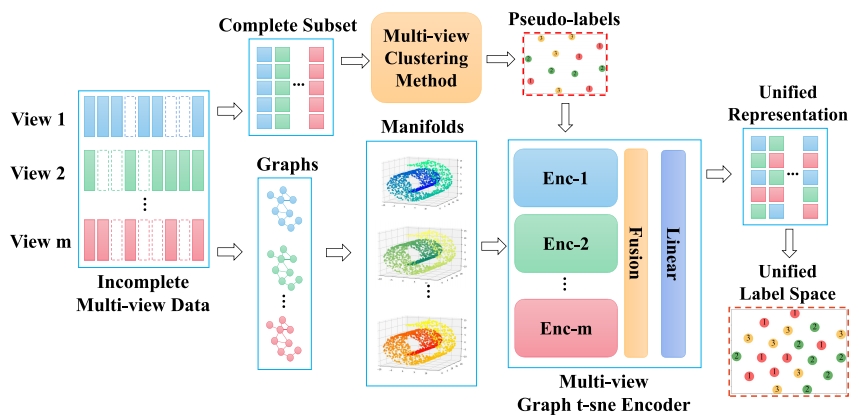 Complete Subset
Multi-view
Clustering
Method
Pseudo-labels
View 1
View 2
View m
Incomplete
Multi-view Data
Graphs
Manifolds
Enc-1
Enc-2
Enc-m
Fusion
Linear
Multi-view
Graph t-sne Encoder
Unified
Representation
Unified
Label Space